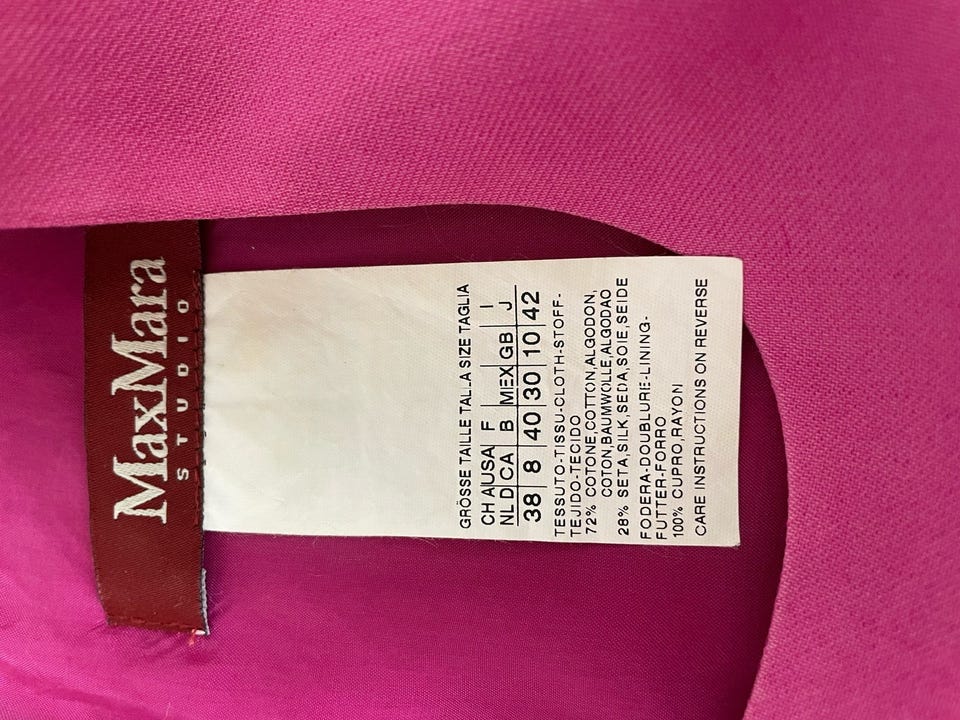 MaxMara
STUDIO
GRÖSSE TAILLE TALLA SIZE TAGLIA
CH A USA F I
NL D CA B MEX GB J
38 8 40 30 10 42
TESSUTO-TISSU-CLOTH-STOFF-
TEJIDO-TECIDO
72% COTONE,COTTON,ALGODON,
COTON,BAUMWOLLE,ALGODAO
28% SETA,SILK,SEDA,SOIE,SEIDE
FODERA-DOUBLURE-LINING-
FUTTER-FORRO
100% CUPRO,RAYON
CARE INSTRUCTIONS ON REVERSE